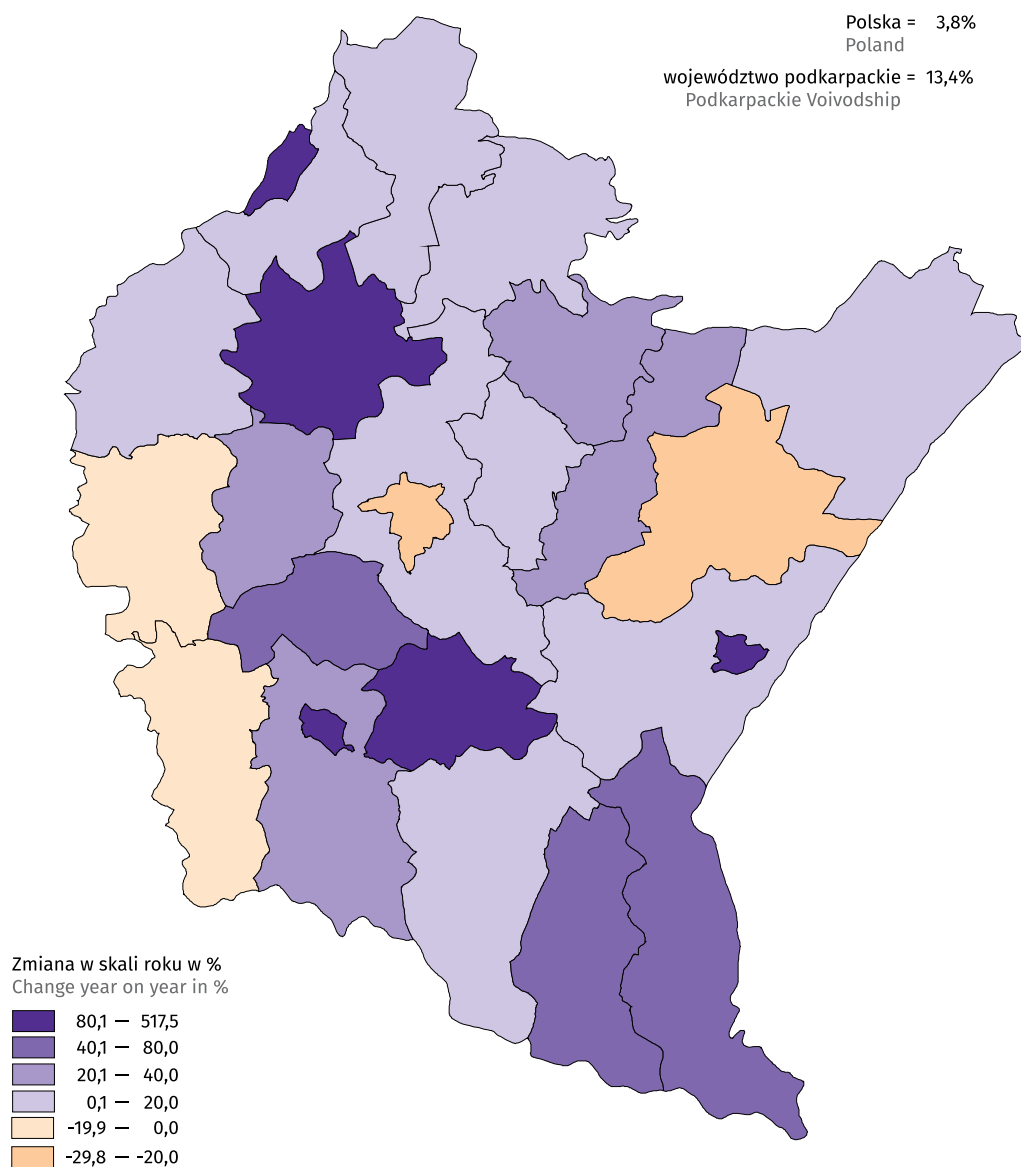 Polska = 3,8%
Poland
województwo podkarpackie = 13,4%
Podkarpackie Voivodship
Zmiana w skali roku w %
Change year on year in %
80,1 — 517,5
40,1 — 80,0
20,1 — 40,0
0,1 — 20,0
-19,9 — 0,0
-29,8 — -20,0